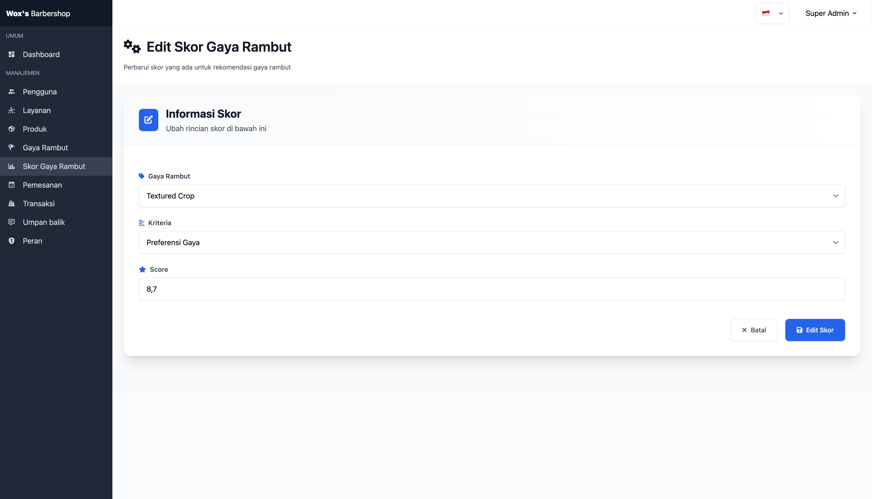 Wox's Barbershop
UMUM
Dashboard
MANAJEMEN
Pengguna
Layanan
Produk
Gaya Rambut
Skor Gaya Rambut
Pemesanan
Transaksi
Umpan balik
Peran
Super Admin
Edit Skor Gaya Rambut
Perbarui skor yang ada untuk rekomendasi gaya rambut
Informasi Skor
Ubah rincian skor di bawah ini
Gaya Rambut
Textured Crop
Kriteria
Preferensi Gaya
Score
8,7
Batal
Edit Skor